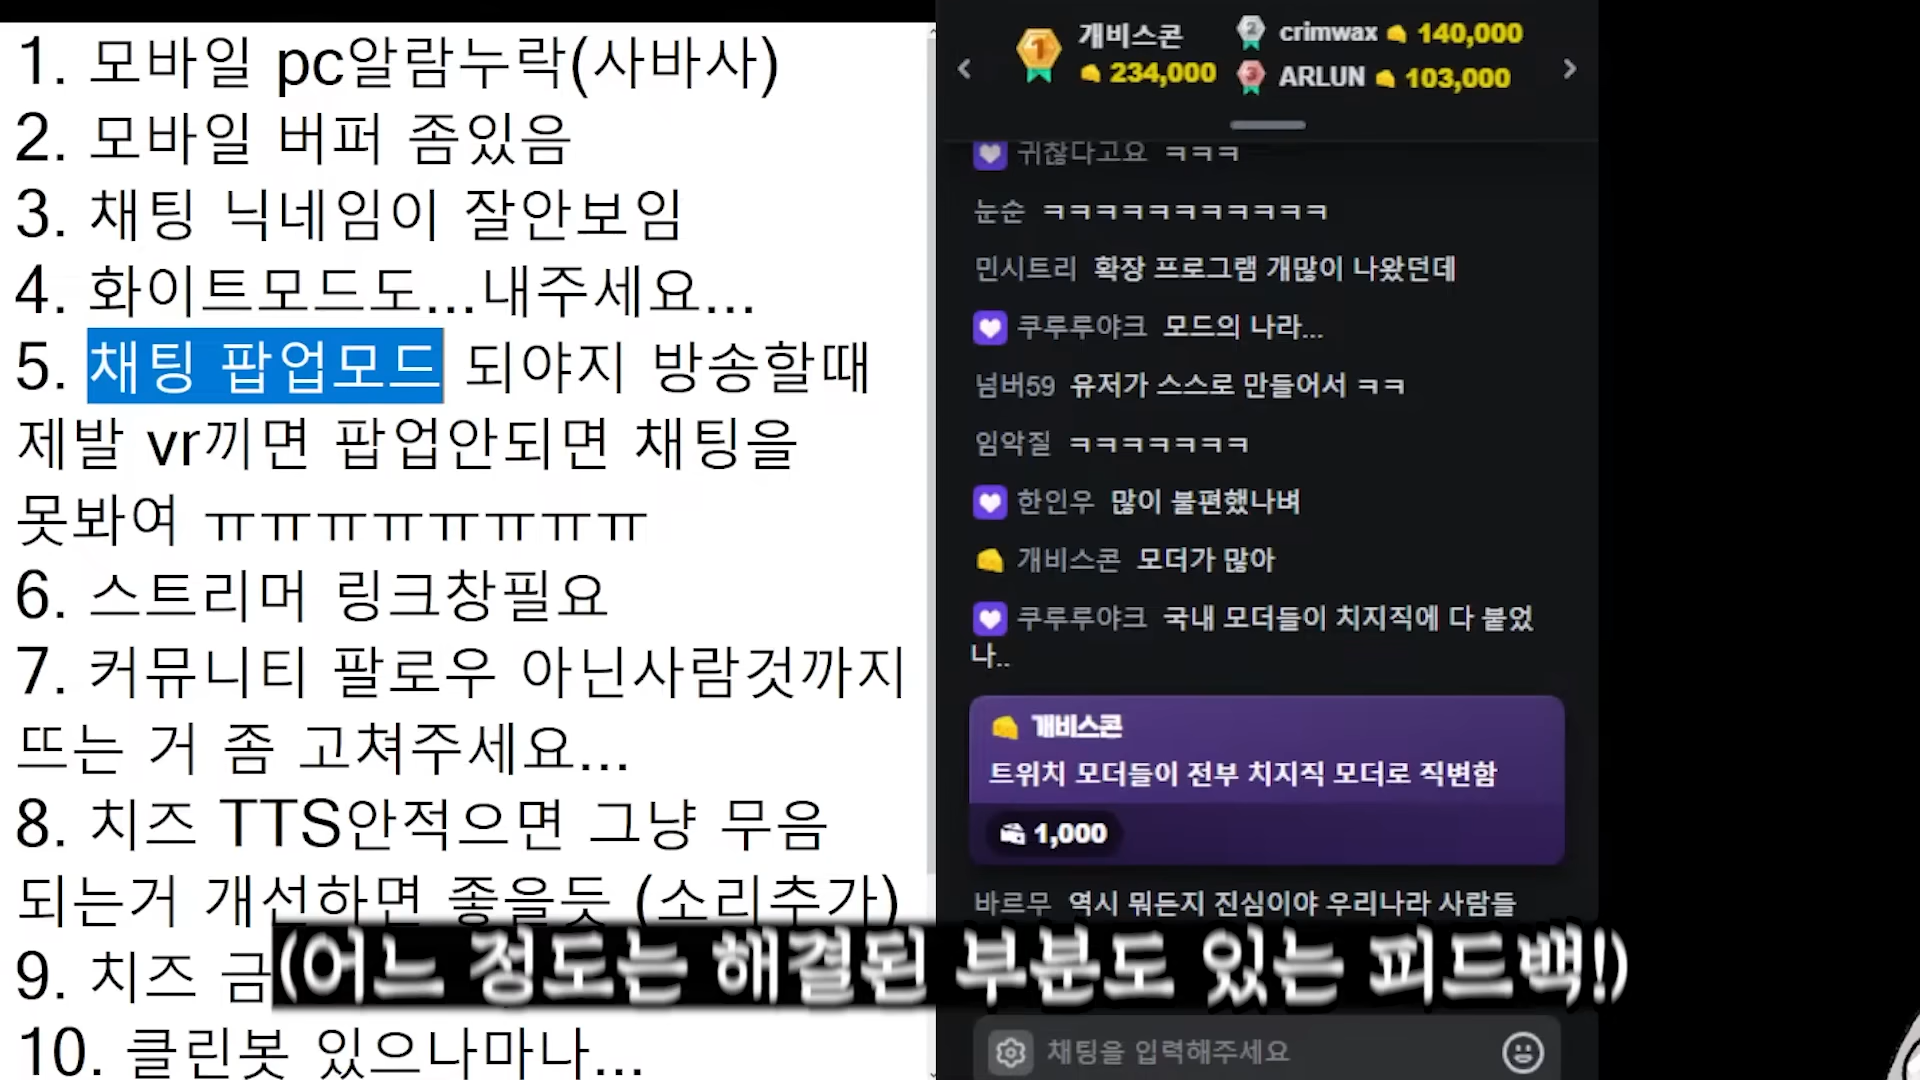 1. 모바일 pc알람누락(사바사)
2. 모바일 버퍼 좀있음
3. 채팅 닉네임이 잘안보임
4. 화이트모드도...내주세요...
5. 채팅 팝업모드 되야지 방송할때
제발 vr끼면 팝업안되면 채팅을
못봐여 ㅠㅠㅠㅠㅠㅠㅠㅠ
6. 스트리머 링크창필요
7. 커뮤니티 팔로우 아닌사람것까지
뜨는 거 좀 고쳐주세요...
8. 치즈 TTS안적으면 그냥 무음
되는거 개선하면 좋을듯 (소리추가)
9. 치즈 금
10. 클린봇 있으나마나...
개비스콘
234,000
crimwax 140,000
ARLUN 103,000
귀찮다고요 ㅋㅋㅋ
눈순 ㅋㅋㅋㅋㅋㅋㅋㅋㅋㅋㅋ
민시트리 확장 프로그램 개많이 나왔던데
쿠루루야크 모드의 나라...
넘버59 유저가 스스로 만들어서 ㅋㅋ
임악질 ㅋㅋㅋㅋㅋㅋㅋ
한인우 많이 불편했나벼
개비스콘 모더가 많아
쿠루루야크 국내 모더들이 치지직에 다 붙었
나..
개비스콘
트위치 모더들이 전부 치지직 모더로 직변함
1,000
바르무 역시 뭐든지 진심이야 우리나라 사람들
(어느 정도는 해결된 부분도 있는 피드백!)
채팅을 입력해주세요